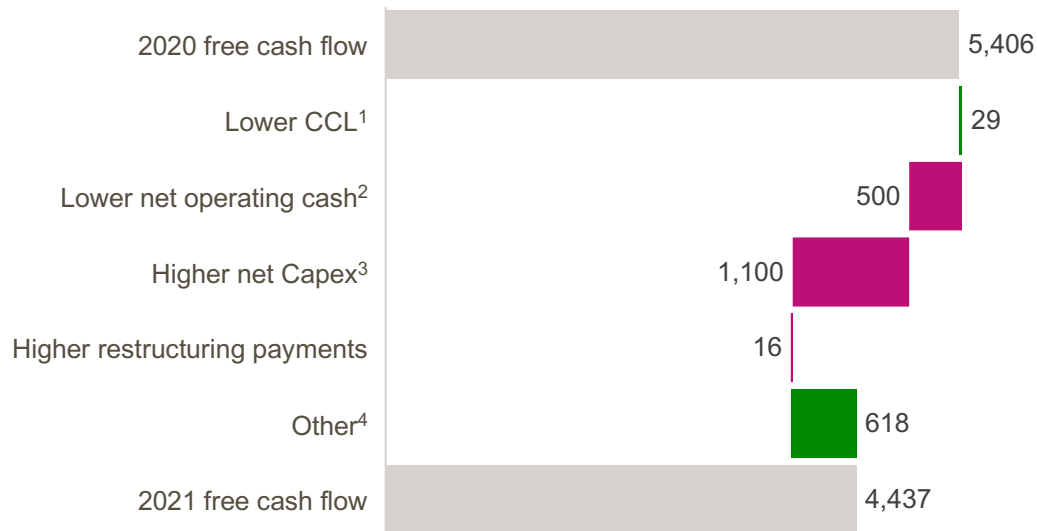 2020 free cash flow 5,406
Lower CCL¹ 29
Lower net operating cash² 500
Higher net Capex³ 1,100
Higher restructuring payments 16
Other⁴ 618
2021 free cash flow 4,437